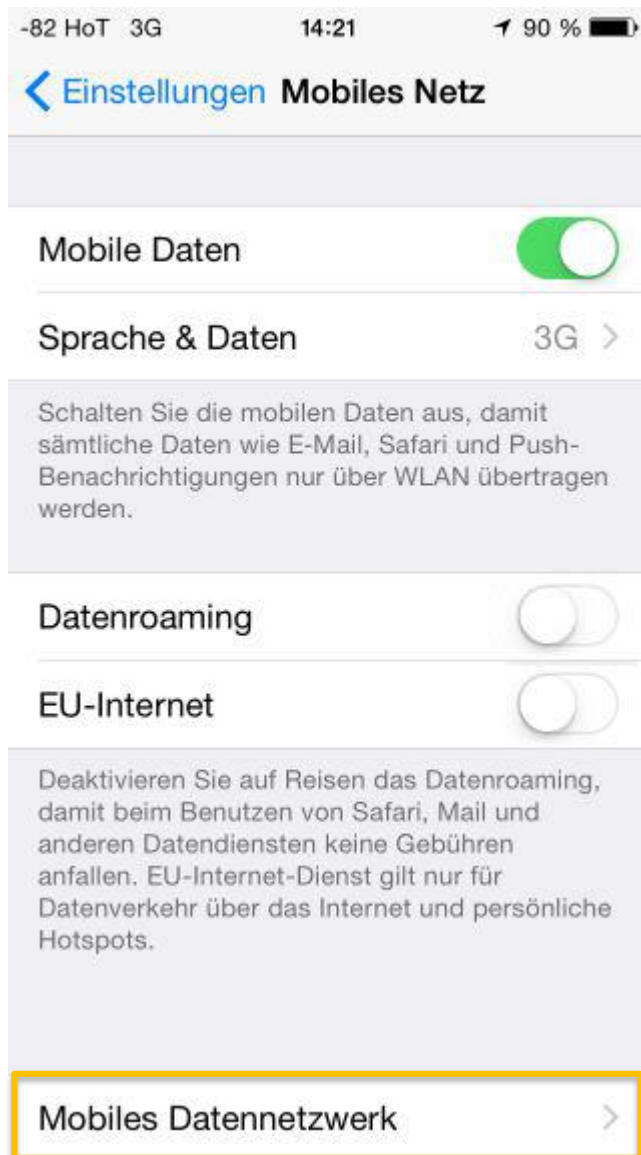 -82 HoT 3G 14:21 90 %
Einstellungen Mobiles Netz
Mobile Daten
Sprache & Daten 3G
Schalten Sie die mobilen Daten aus, damit
sämtliche Daten wie E-Mail, Safari und Push-
Benachrichtigungen nur über WLAN übertragen
werden.
Datenroaming
EU-Internet
Deaktivieren Sie auf Reisen das Datenroaming,
damit beim Benutzen von Safari, Mail und
anderen Datendiensten keine Gebühren
anfallen. EU-Internet-Dienst gilt nur für
Datenverkehr über das Internet und persönliche
Hotspots.
Mobiles Datennetzwerk